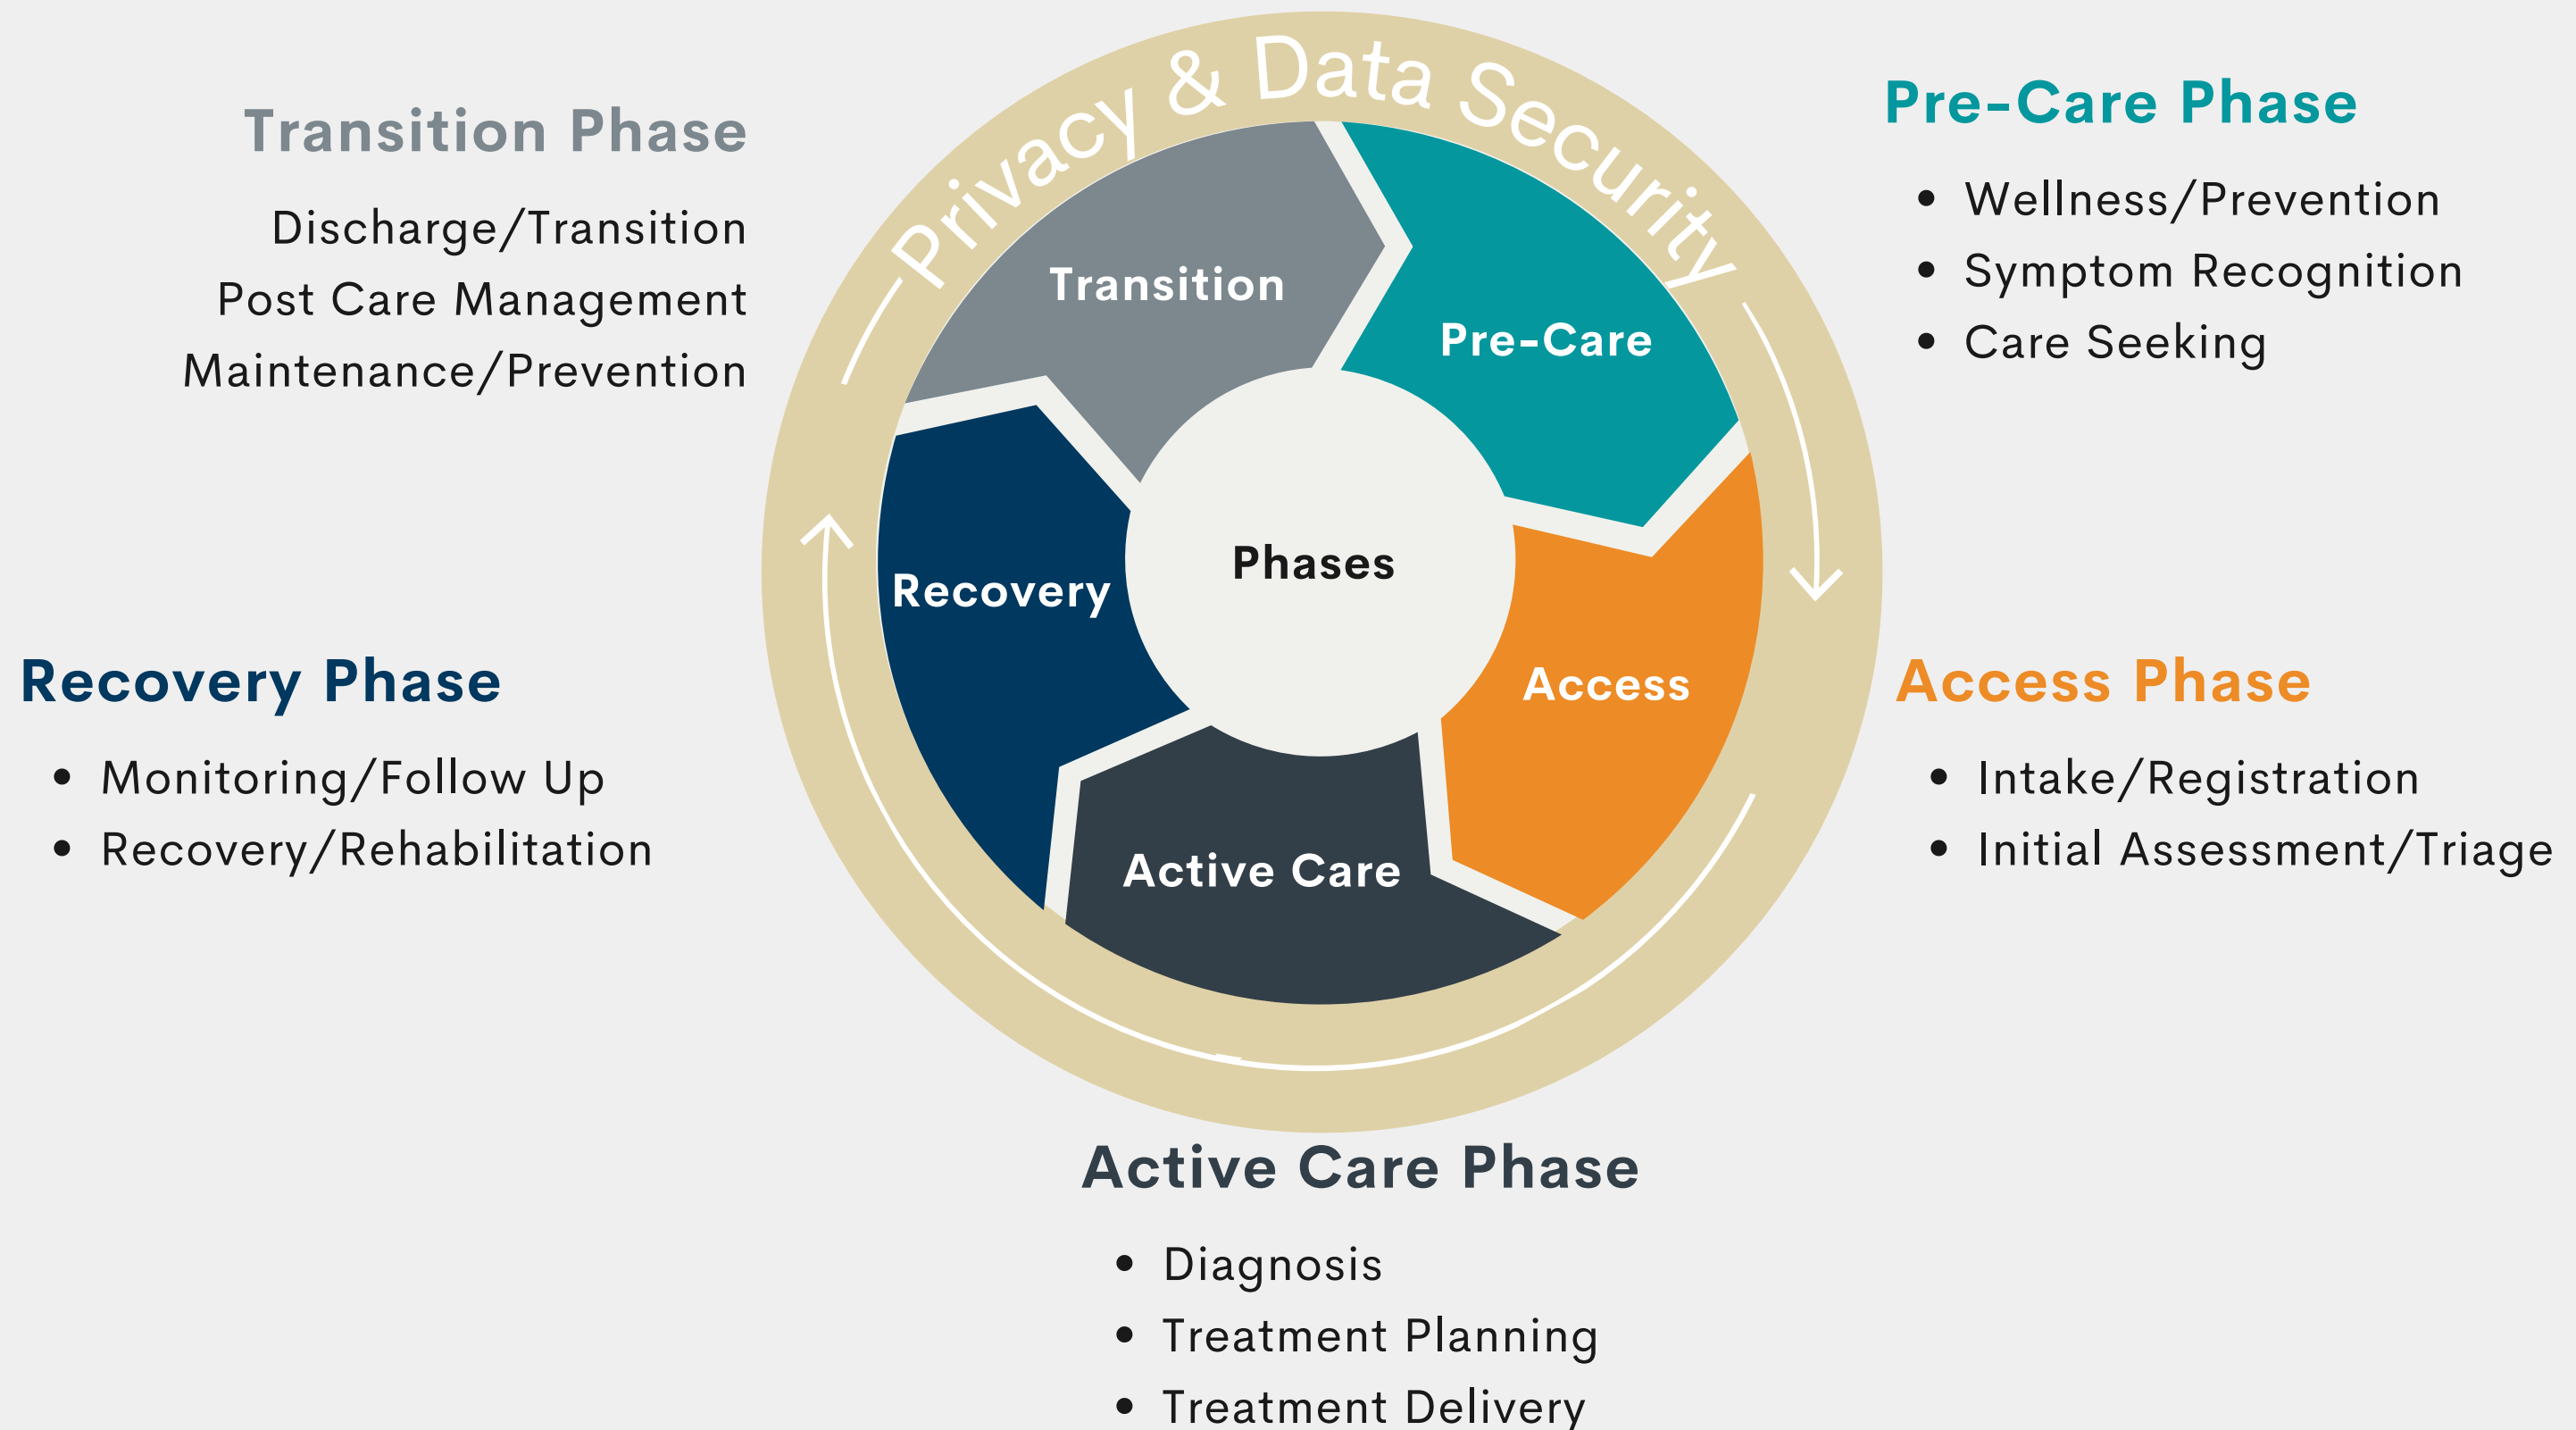 Privacy & Data Security
Transition Phase
Discharge/Transition
Post Care Management
Maintenance/Prevention
Pre-Care Phase
• Wellness/Prevention
• Symptom Recognition
• Care Seeking
Transition
Pre-Care
Phases
Recovery
Access
Active Care
Recovery Phase
• Monitoring/Follow Up
• Recovery/Rehabilitation
Access Phase
• Intake/Registration
• Initial Assessment/Triage
Active Care Phase
• Diagnosis
• Treatment Planning
• Treatment Delivery